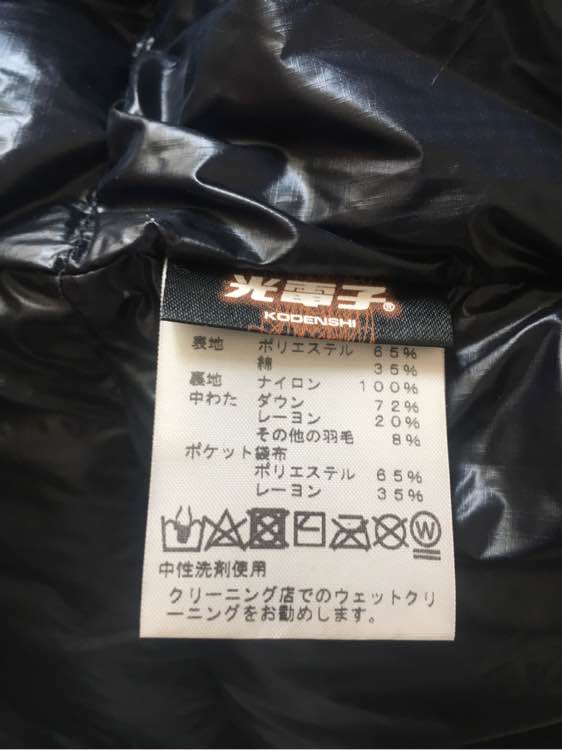 光電子®
KODENSHI
表地 ポリエステル 65%
綿 35%
裏地 ナイロン 100%
中わた ダウン 72%
レーヨン 20%
その他の羽毛 8%
ポケット袋布
ポリエステル 65%
レーヨン 35%
W
中性洗剤使用
クリーニング店でのウェットクリ
ーニングをお勧めします。